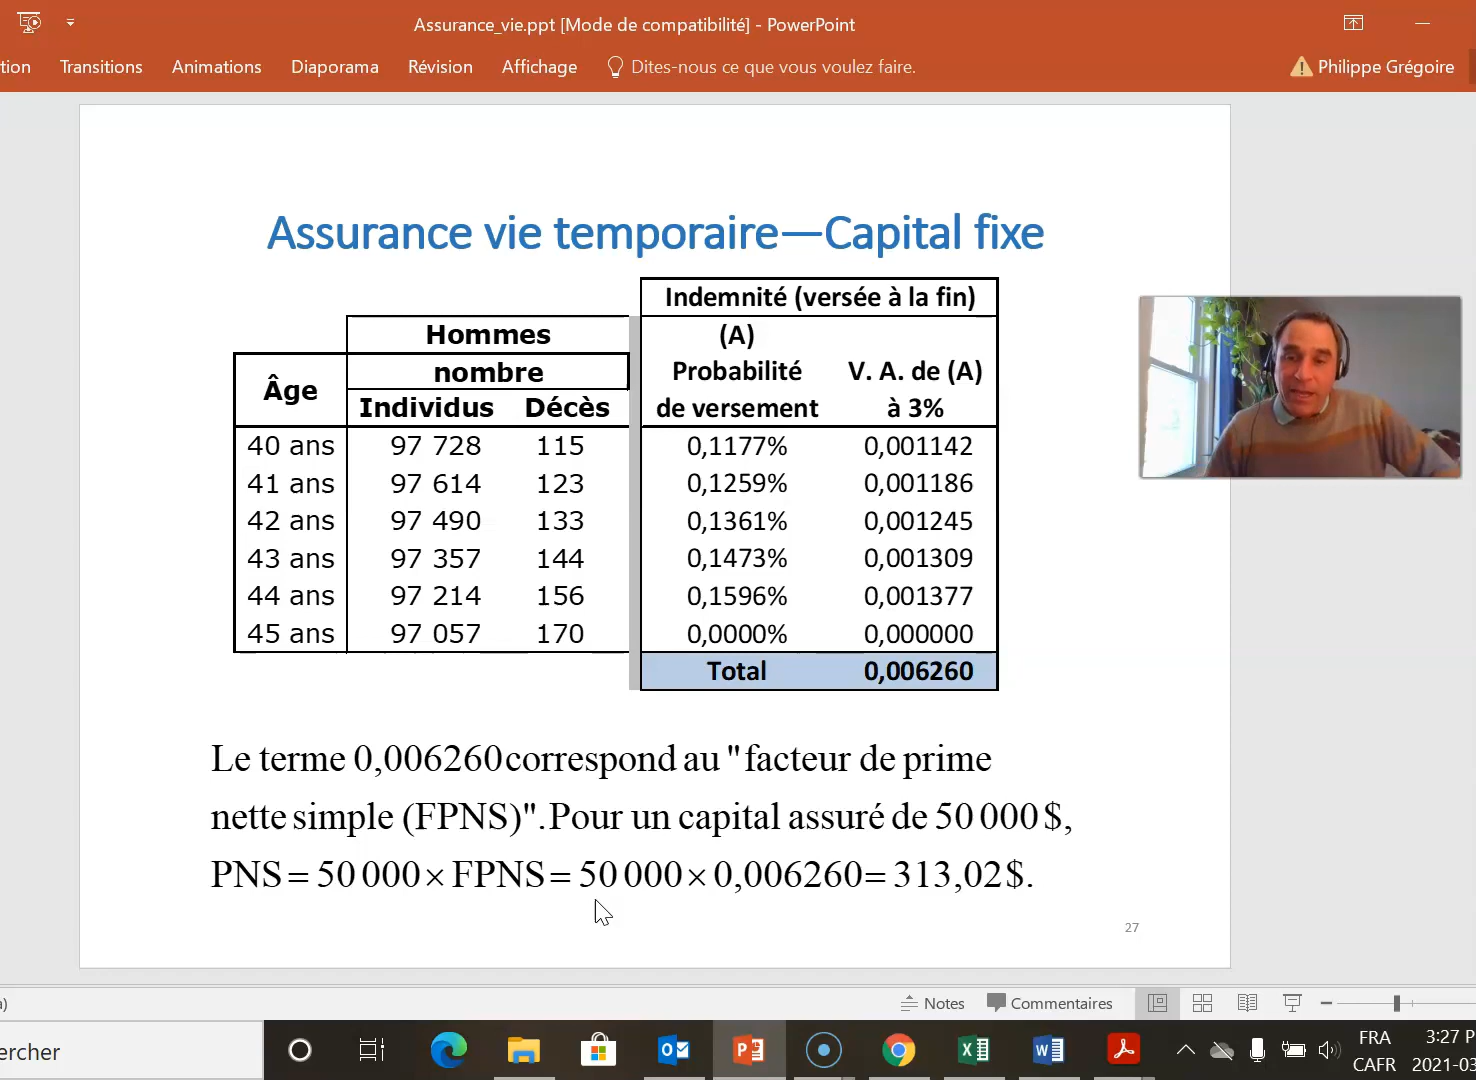 Assurance_vie.ppt [Mode de compatibilité] - PowerPoint
tion Transitions Animations Diaporama Révision Affichage Dites-nous ce que vous voulez faire. Philippe Grégoire
Assurance vie temporaire—Capital fixe
Indemnité (versée à la fin)
Hommes (A)
Âge nombre Probabilité V. A. de (A)
Individus Décès de versement à 3%
40 ans 97 728 115 0,1177% 0,001142
41 ans 97 614 123 0,1259% 0,001186
42 ans 97 490 133 0,1361% 0,001245
43 ans 97 357 144 0,1473% 0,001309
44 ans 97 214 156 0,1596% 0,001377
45 ans 97 057 170 0,0000% 0,000000
Total 0,006260
Le terme 0,006260 correspond au "facteur de prime
nette simple (FPNS)". Pour un capital assuré de 50 000 $,
PNS = 50 000 × FPNS = 50 000 × 0,006260 = 313,02 $.
27
a) Notes Commentaires
ercher FRA 3:27 P
CAFR 2021-03